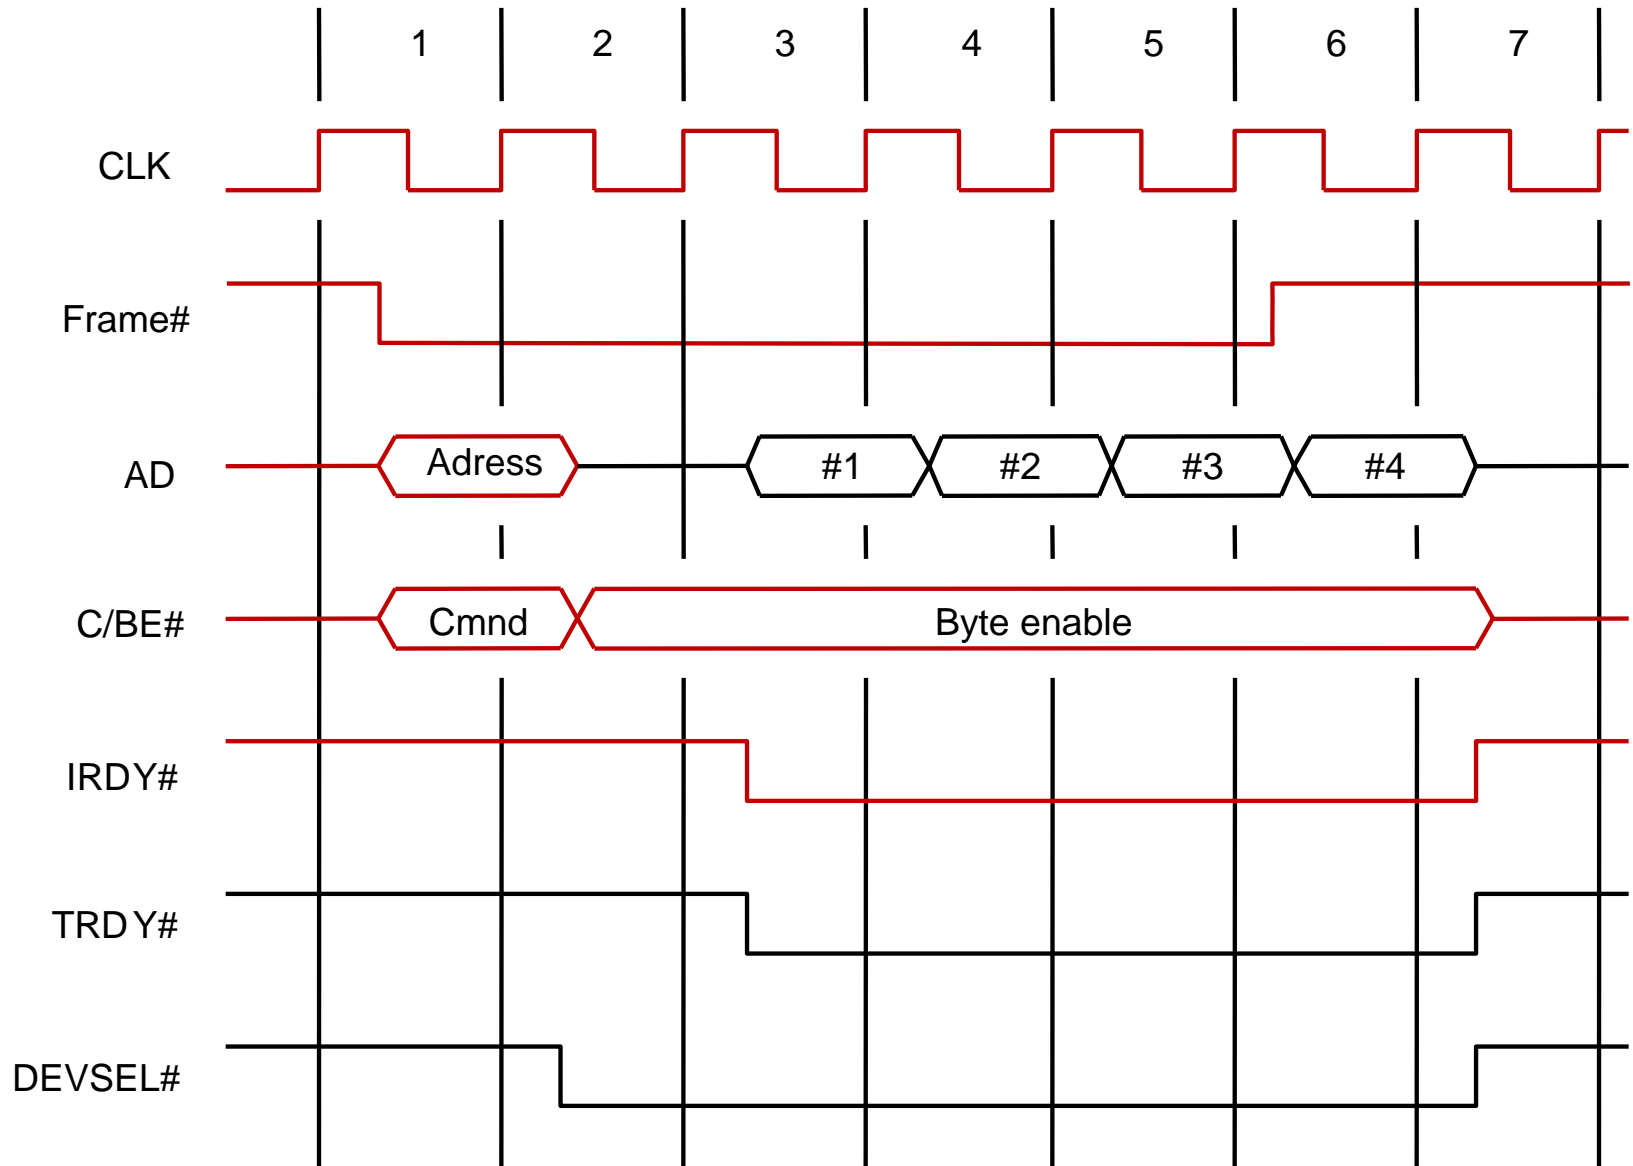 1 2 3 4 5 6 7
CLK
Frame#
AD Adress #1 #2 #3 #4
C/BE# Cmnd Byte enable
IRDY#
TRDY#
DEVSEL#